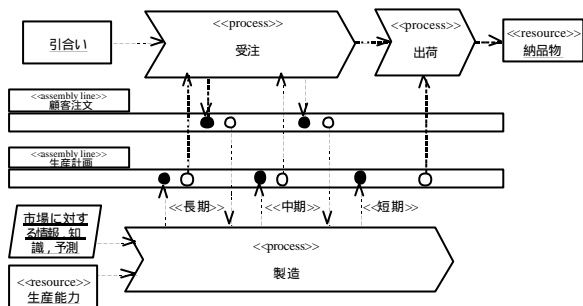 <<process>>
受注
<<process>>
出荷
<<resource>>
納品物
引合い
<<assembly line>>
顧客注文
<<assembly line>>
生産計画
<<長期>>
<<中期>>
<<短期>>
市場に対す
る情報，知
識，予測
<<process>>
製造
<<resource>>
生産能力